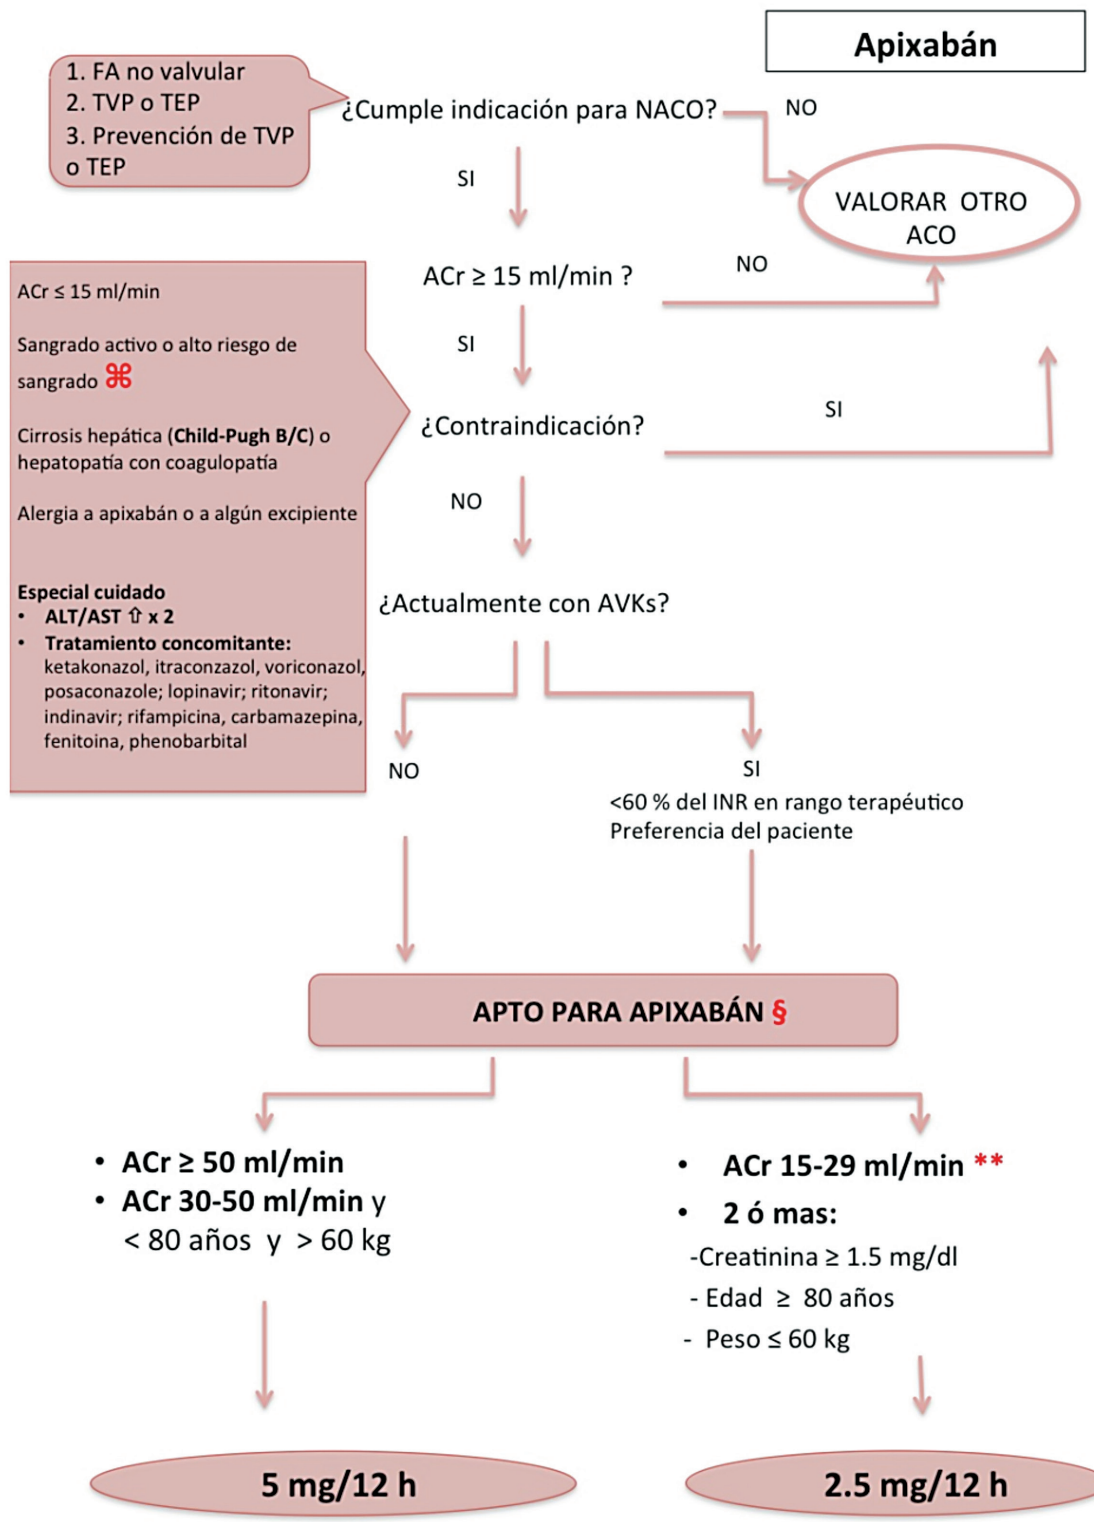 Apixabán
1. FA no valvular
2. TVP o TEP
3. Prevención de TVP
o TEP
¿Cumple indicación para NACO?
NO
SI
VALORAR OTRO
ACO
ACr ≥ 15 ml/min ?
NO
SI
ACr ≤ 15 ml/min
Sangrado activo o alto riesgo de
sangrado ⌘
Cirrosis hepática (Child-Pugh B/C) o
hepatopatía con coagulopatía
Alergia a apixabán o a algún excipiente
Especial cuidado
• ALT/AST ⇧ x 2
• Tratamiento concomitante:
ketakonazol, itraconzazol, voriconazol,
posaconazole; lopinavir; ritonavir;
indinavir; rifampicina, carbamazepina,
fenitoina, phenobarbital
¿Contraindicación?
SI
NO
¿Actualmente con AVKs?
NO
SI
<60 % del INR en rango terapéutico
Preferencia del paciente
APTO PARA APIXABÁN §
• ACr ≥ 50 ml/min
• ACr 30-50 ml/min y
< 80 años y > 60 kg
• ACr 15-29 ml/min **
• 2 ó mas:
-Creatinina ≥ 1.5 mg/dl
- Edad ≥ 80 años
- Peso ≤ 60 kg
5 mg/12 h
2.5 mg/12 h